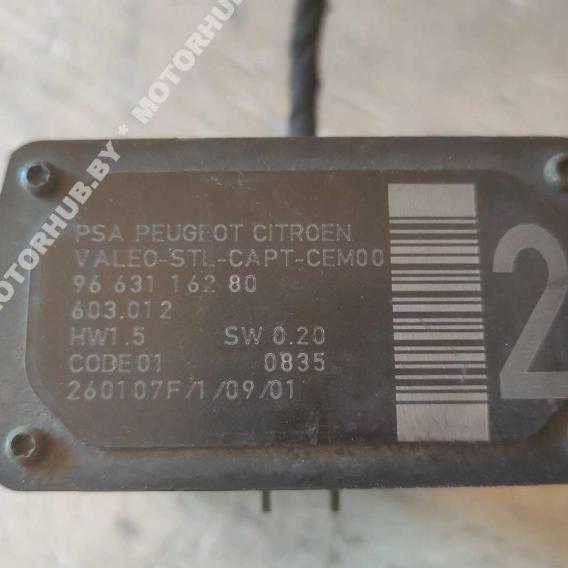 MOTORHUB.BY * MOTORHUB
PSA PEUGEOT CITROEN
VALEO-STL-CAPT-CEM00
96.631 162 80
603.012
HW1.5 SW 0.20
CODE01 0835
260107F/1/09/01
2